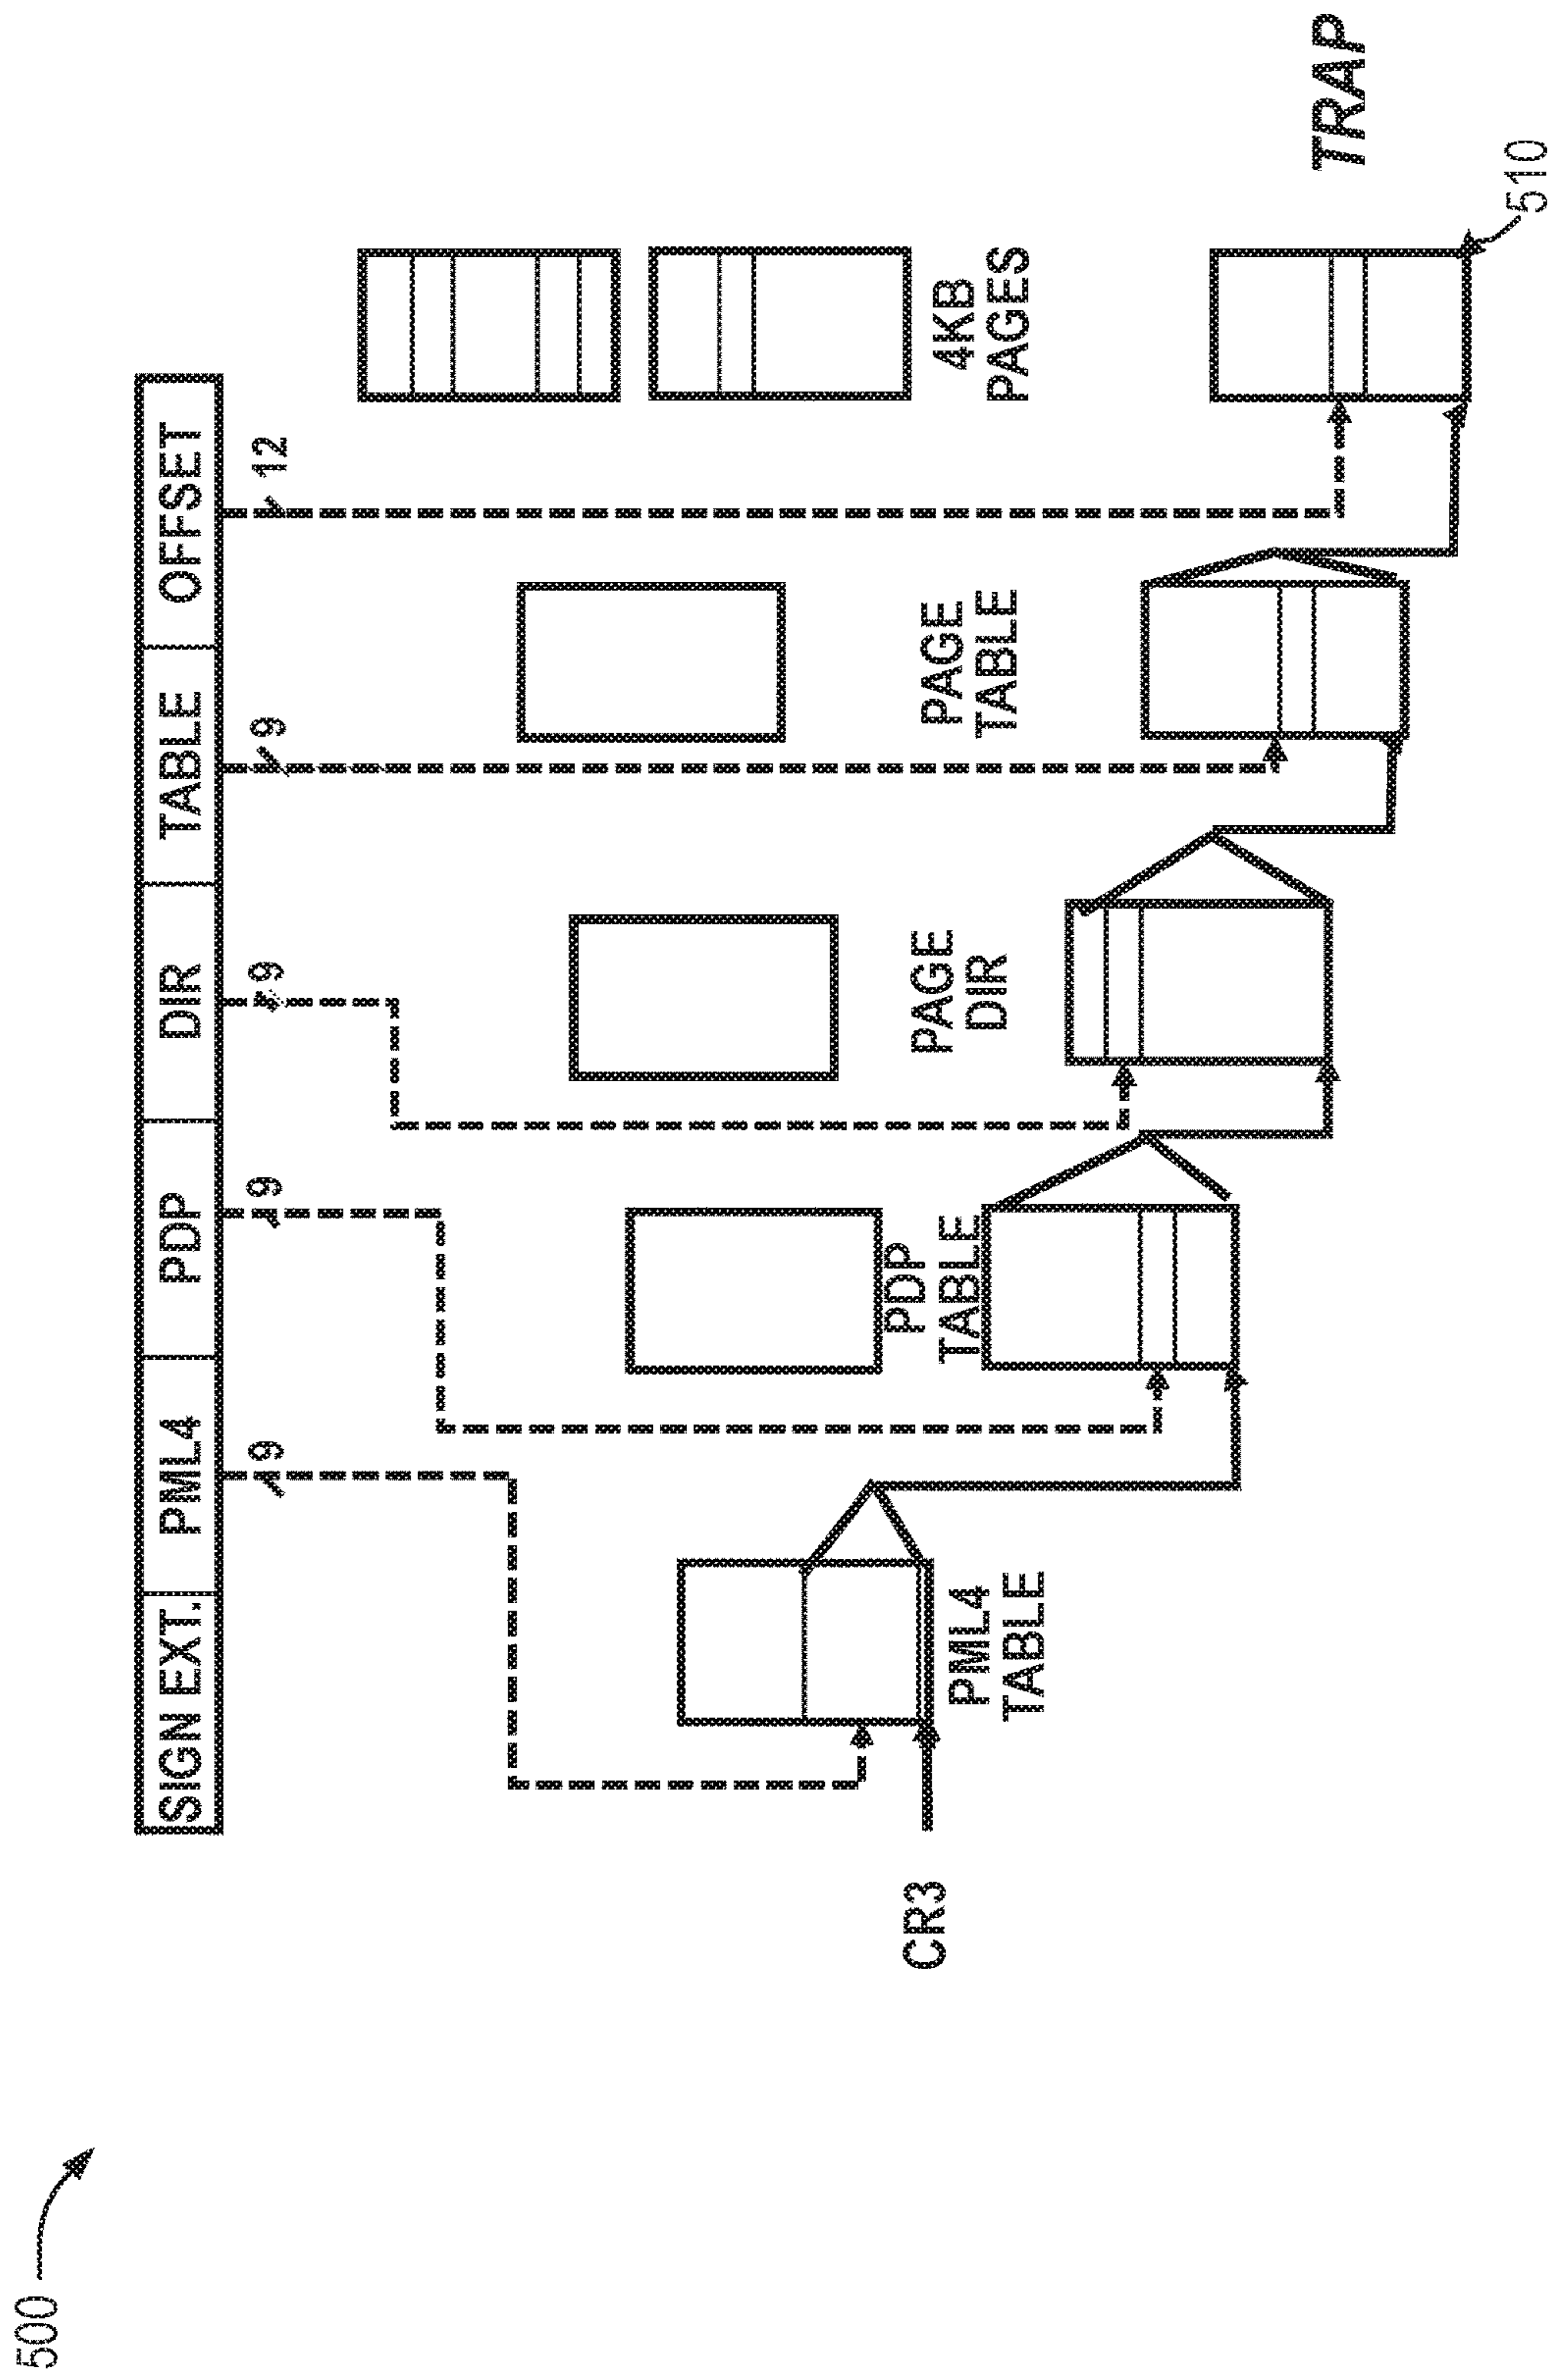 500
SIGN EXT. PML4 PDP DIR TABLE OFFSET
9 9 9 9 12
CR3
PML4
TABLE
PDP
TABLE
PAGE
DIR
PAGE
TABLE
4KB
PAGES
TRAP
510